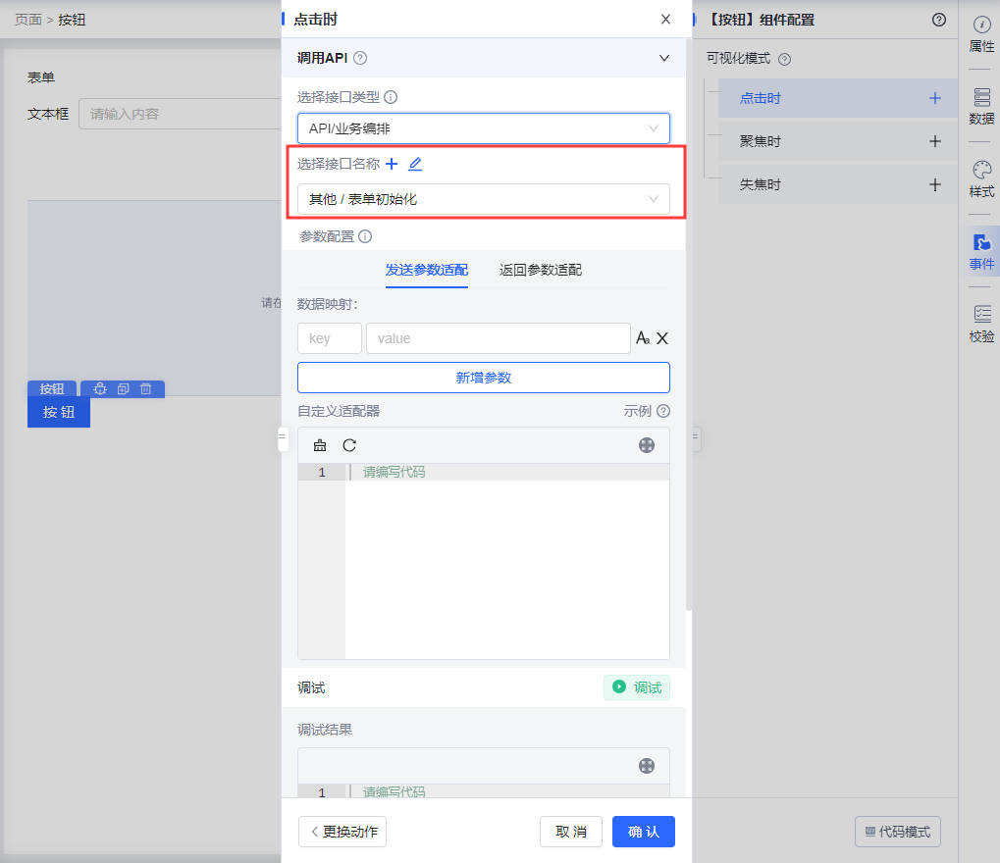 页面 > 按钮
表单
文本框 请输入内容
请在
按钮
按 钮
点击时
调用API
选择接口类型
API/业务编排
选择接口名称
其他 / 表单初始化
参数配置
发送参数适配 返回参数适配
数据映射：
key value
新增参数
自定义适配器 示例
1 请编写代码
调试 调试
调试结果
1 请编写代码
更换动作 取 消 确 认
【按钮】组件配置
可视化模式
点击时
聚焦时
失焦时
代码模式
属性
数据
样式
事件
校验